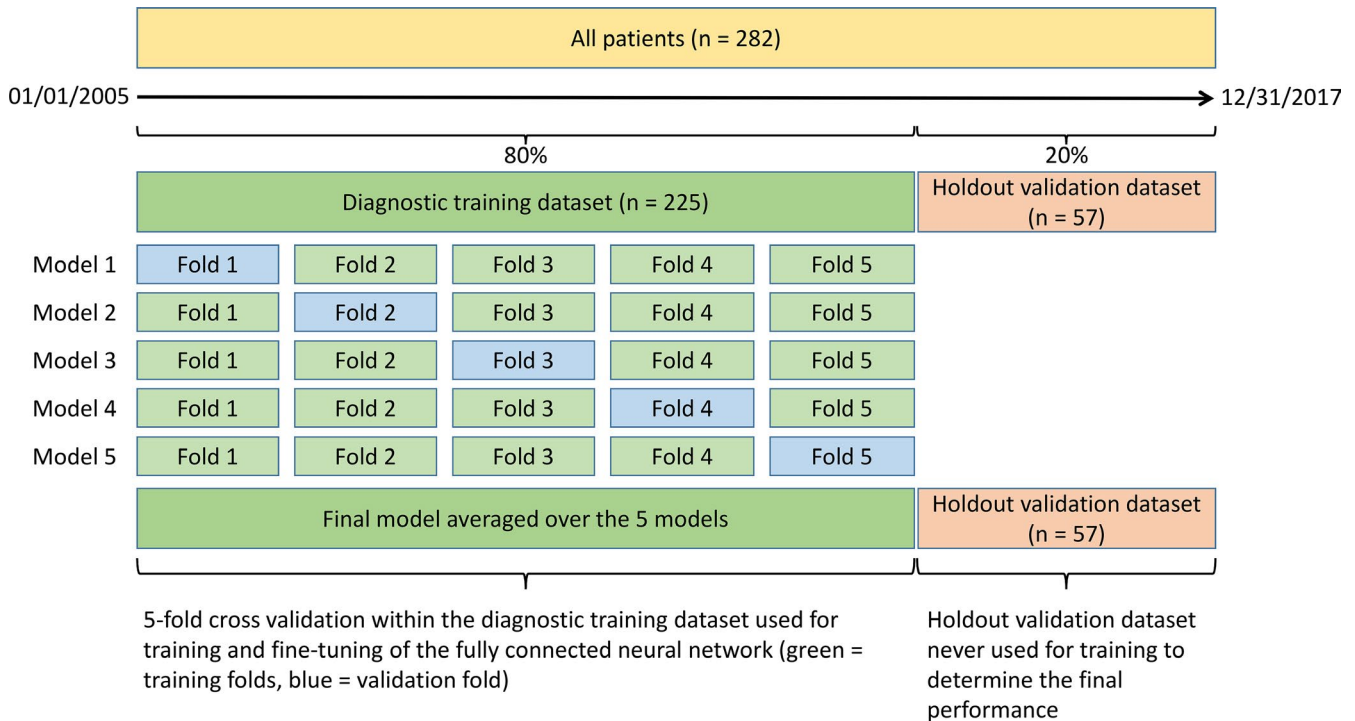 All patients (n = 282)
01/01/2005
12/31/2017
80%
20%
Diagnostic training dataset (n = 225)
Holdout validation dataset
(n = 57)
Model 1 Fold 1 Fold 2 Fold 3 Fold 4 Fold 5
Model 2 Fold 1 Fold 2 Fold 3 Fold 4 Fold 5
Model 3 Fold 1 Fold 2 Fold 3 Fold 4 Fold 5
Model 4 Fold 1 Fold 2 Fold 3 Fold 4 Fold 5
Model 5 Fold 1 Fold 2 Fold 3 Fold 4 Fold 5
Final model averaged over the 5 models
Holdout validation dataset
(n = 57)
5-fold cross validation within the diagnostic training dataset used for
training and fine-tuning of the fully connected neural network (green =
training folds, blue = validation fold)
Holdout validation dataset
never used for training to
determine the final
performance